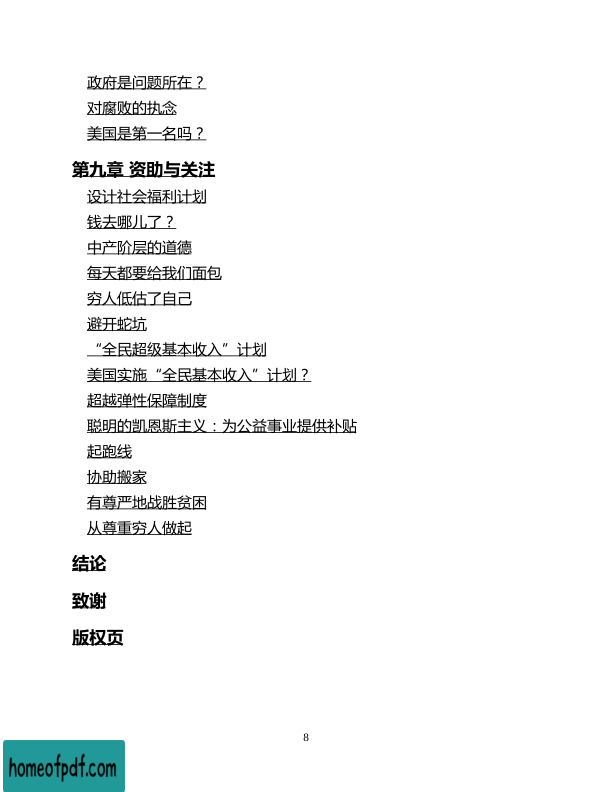 政府是问题所在？
对腐败的执念
美国是第一名吗？
第九章 资助与关注
设计社会福利计划
钱去哪儿了？
中产阶层的道德
每天都要给我们面包
穷人低估了自己
避开蛇坑
“全民超级基本收入”计划
美国实施“全民基本收入”计划？
超越弹性保障制度
聪明的凯恩斯主义：为公益事业提供补贴
起跑线
协助搬家
有尊严地战胜贫困
从尊重穷人做起
结论
致谢
版权页
8
homeofpdf.com